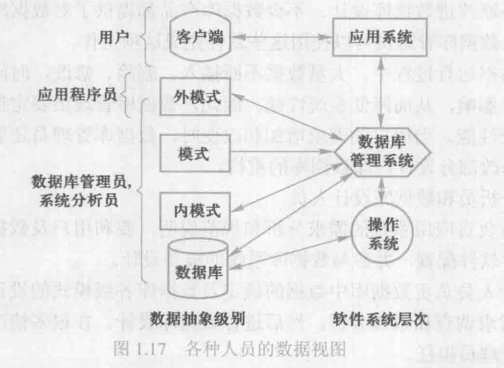 用户
客户端
应用系统
应用程序员
外模式
模式
数据库
管理系统
数据库管理员,
系统分析员
内模式
操作
系统
数据库
数据抽象级别
软件系统层次
图 1.17 各种人员的数据视图